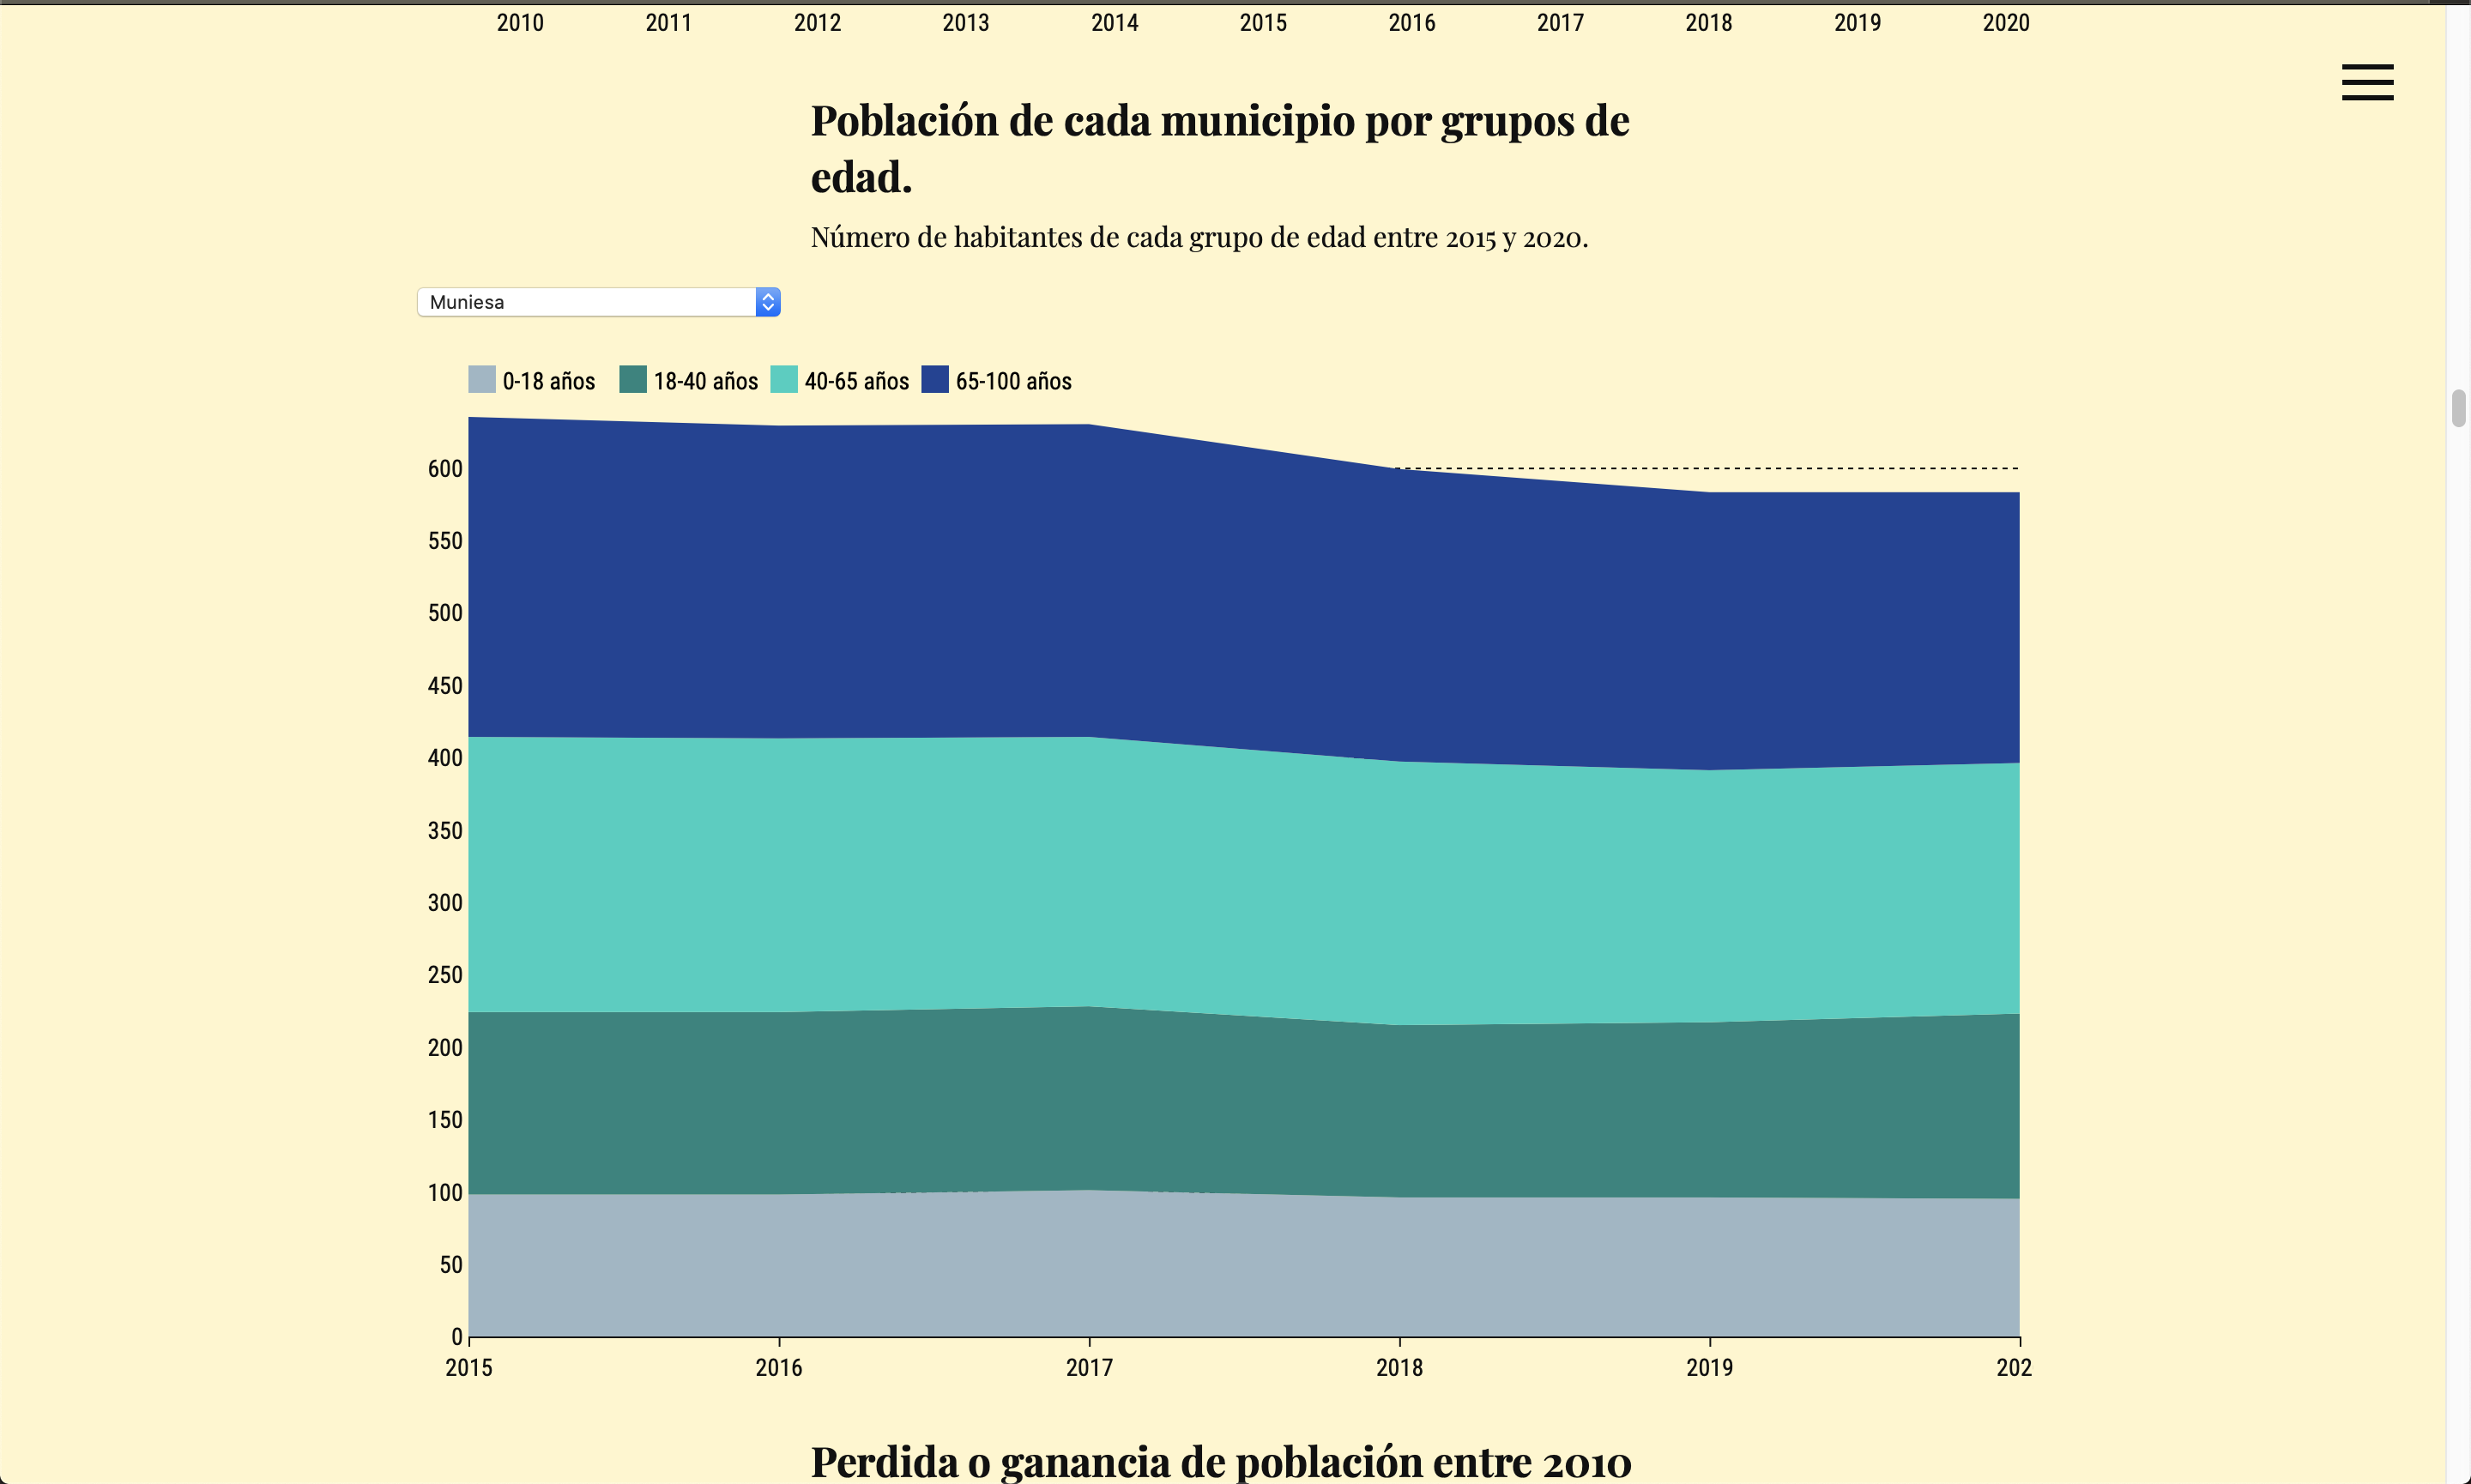 2010 2011 2012 2013 2014 2015 2016 2017 2018 2019 2020
Población de cada municipio por grupos de
edad.
Número de habitantes de cada grupo de edad entre 2015 y 2020.
Muniesa
0-18 años 18-40 años 40-65 años 65-100 años
600
550
500
450
400
350
300
250
200
150
100
50
0
2015 2016 2017 2018 2019 202
Perdida o ganancia de población entre 2010